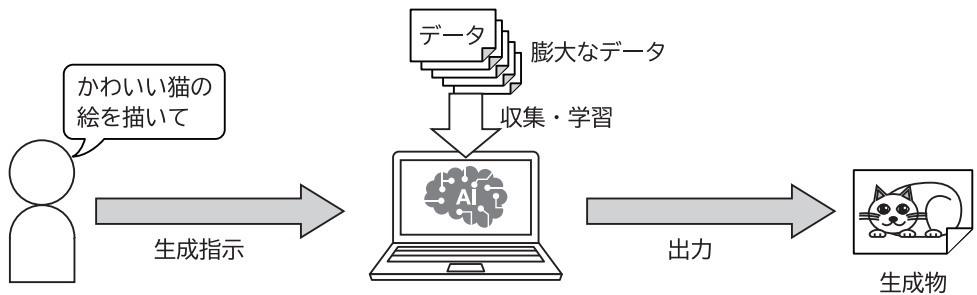 データ
膨大なデータ
かわいい猫の
絵を描いて
収集・学習
AI
生成指示
出力
生成物